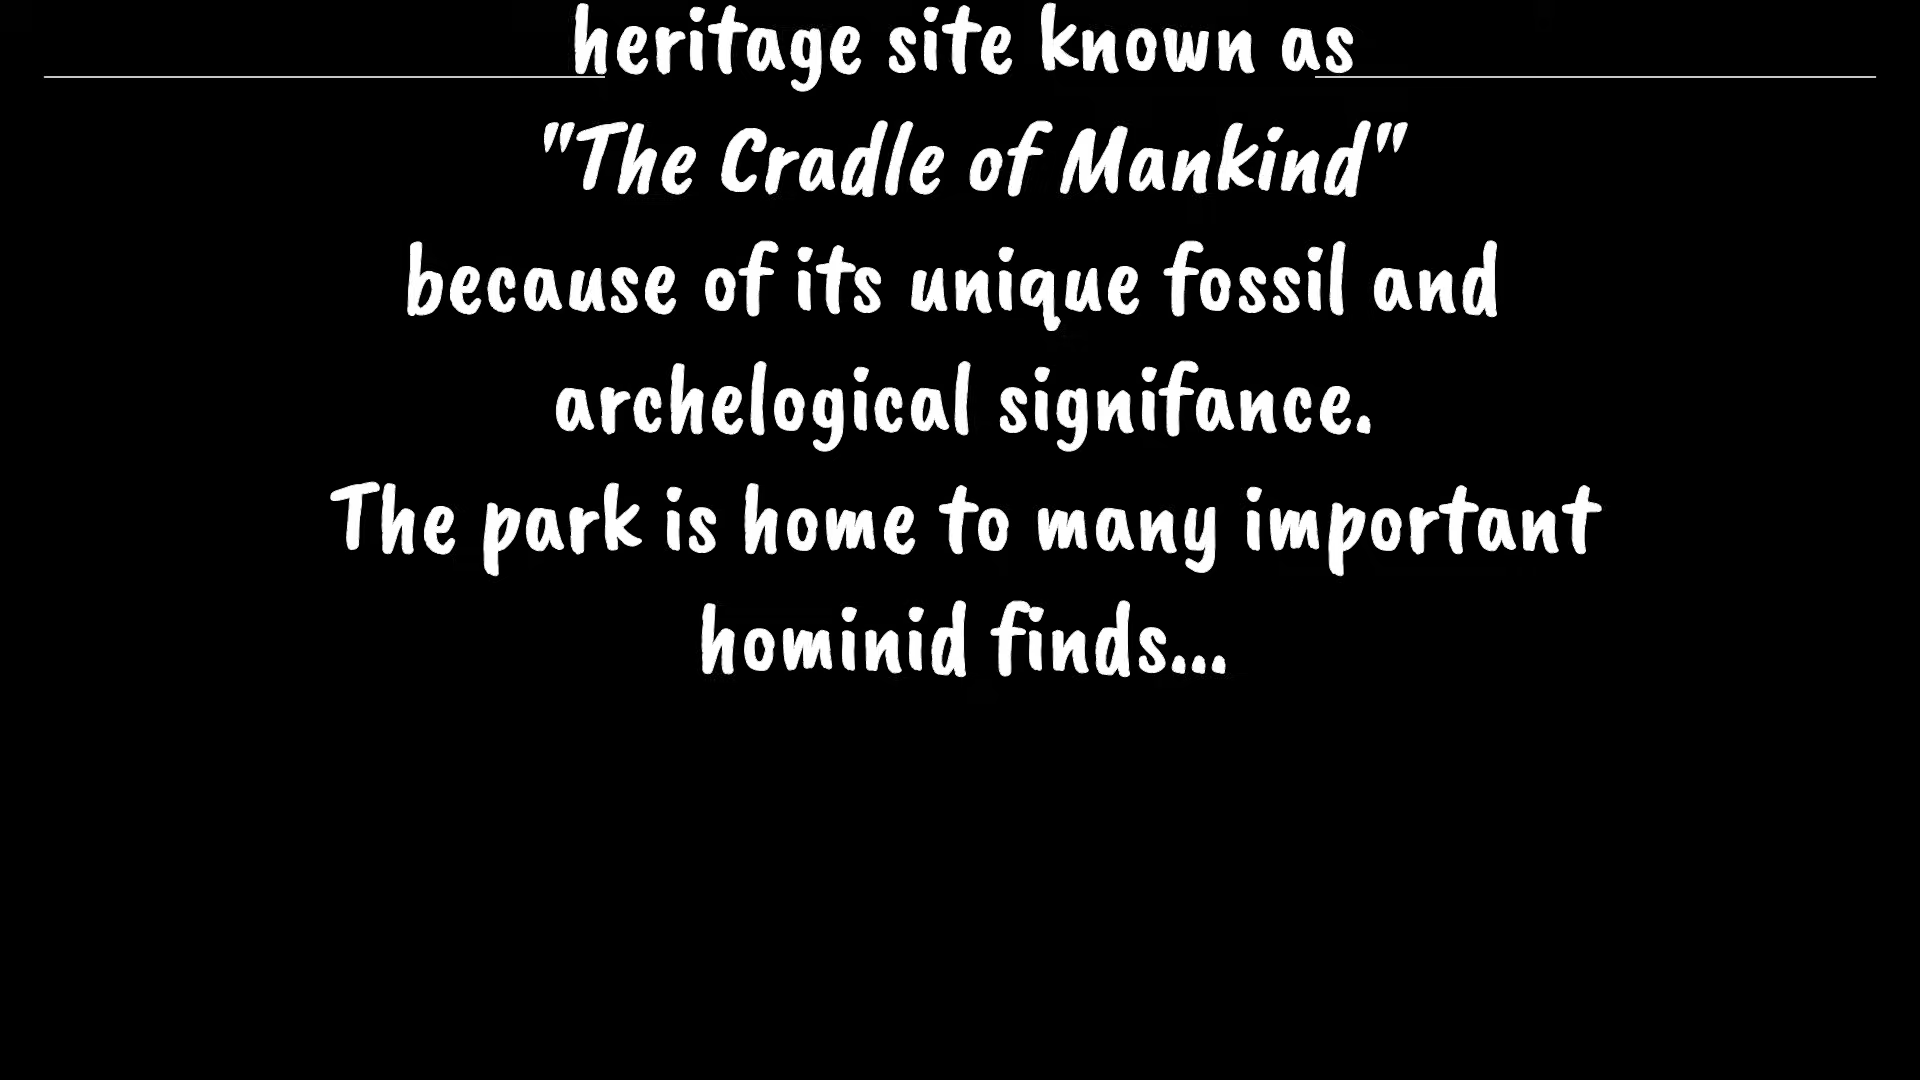 heritage site known as
"The Cradle of Mankind"
because of its unique fossil and
archelogical signifance.
The park is home to many important
hominid finds...